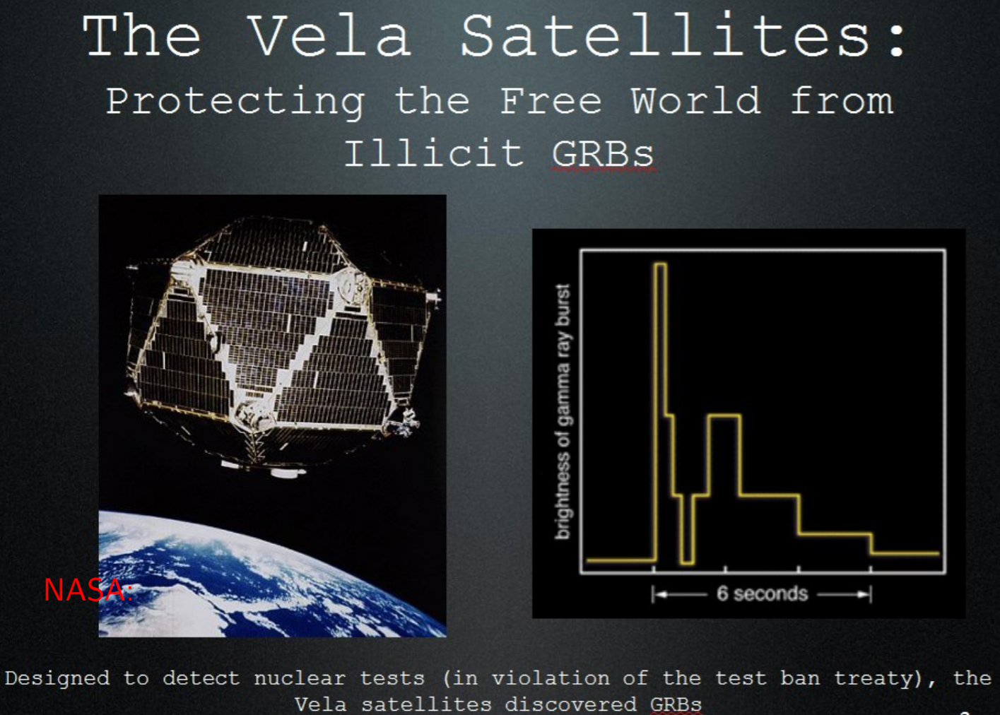 The Vela Satellites:
Protecting the Free World from
Illicit GRBs
brightness of gamma ray burst
6 seconds
NASA:
Designed to detect nuclear tests (in violation of the test ban treaty), the
Vela satellites discovered GRBs